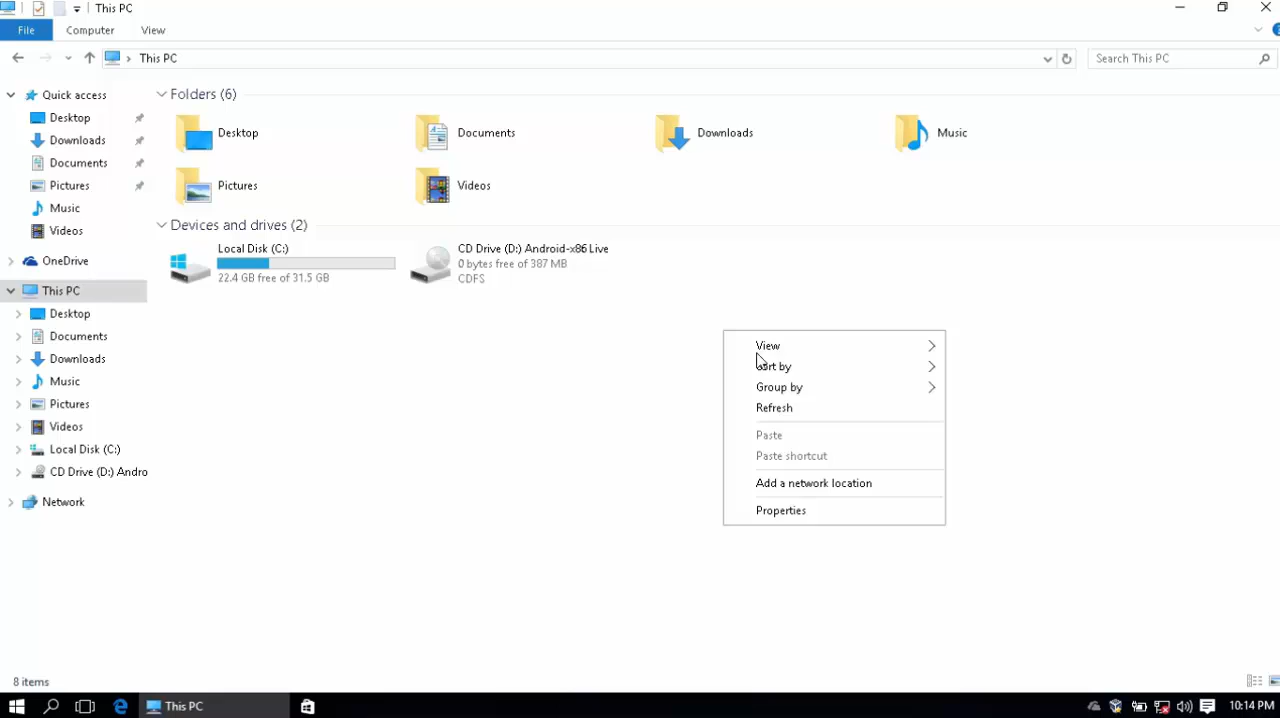 This PC
File Computer View
This PC
Search This PC
Quick access
Desktop
Downloads
Documents
Pictures
Music
Videos
OneDrive
This PC
Desktop
Documents
Downloads
Music
Pictures
Videos
Local Disk (C:)
CD Drive (D:) Andro
Network
Folders (6)
Desktop
Documents
Downloads
Music
Pictures
Videos
Devices and drives (2)
Local Disk (C:)
22.4 GB free of 31.5 GB
CD Drive (D:) Android-x86 Live
0 bytes free of 387 MB
CDFS
View
Sort by
Group by
Refresh
Paste
Paste shortcut
Add a network location
Properties
8 items
This PC
10:14 PM